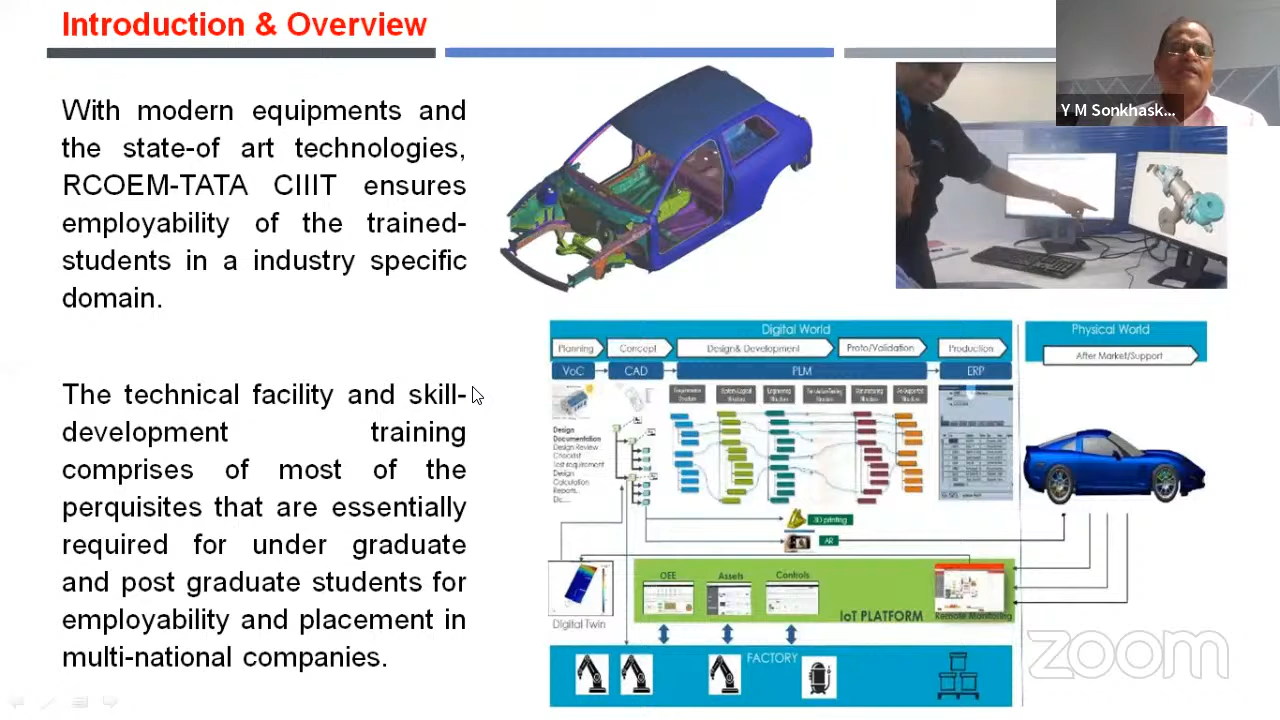 Introduction & Overview
Y M Sonkhask...
With modern equipments and
the state-of art technologies,
RCOEM-TATA CIIIT ensures
employability of the trained-
students in a industry specific
domain.
The technical facility and skill-
development training
comprises of most of the
perquisites that are essentially
required for under graduate
and post graduate students for
employability and placement in
multi-national companies.
Digital World
Planning
Concept
Design& Development
Proto/Validation
Production
VoC
CAD
PLM
ERP
Design
Documentation
Design Review
Checklist
Test requirement
Design
Calculation
Reports
3D printing
AR
Digital Twin
OEE
Assets
Controls
IoT PLATFORM
Remote Monitoring
FACTORY
Physical World
After Market/Support
zoom